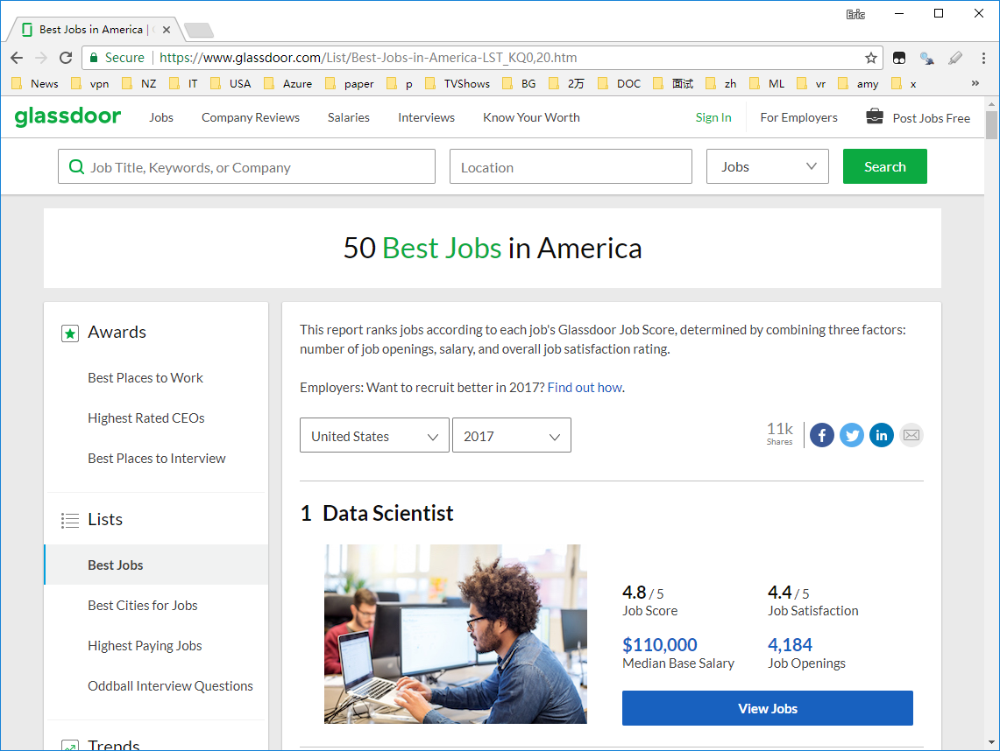 Eric
Best Jobs in America |
Secure https://www.glassdoor.com/List/Best-Jobs-in-America-LST_KQ0,20.htm
News vpn NZ IT USA Azure paper p TVShows BG 2万 DOC 面试 zh ML vr amy x »
glassdoor Jobs Company Reviews Salaries Interviews Know Your Worth Sign In For Employers Post Jobs Free
Job Title, Keywords, or Company Location Jobs Search
50 Best Jobs in America
Awards
Best Places to Work
Highest Rated CEOs
Best Places to Interview
Lists
Best Jobs
Best Cities for Jobs
Highest Paying Jobs
Oddball Interview Questions
Trends
This report ranks jobs according to each job's Glassdoor Job Score, determined by combining three factors:
number of job openings, salary, and overall job satisfaction rating.
Employers: Want to recruit better in 2017? Find out how.
United States 2017
11k
Shares
1 Data Scientist
4.8 / 5 4.4 / 5
Job Score Job Satisfaction
$110,000 4,184
Median Base Salary Job Openings
View Jobs